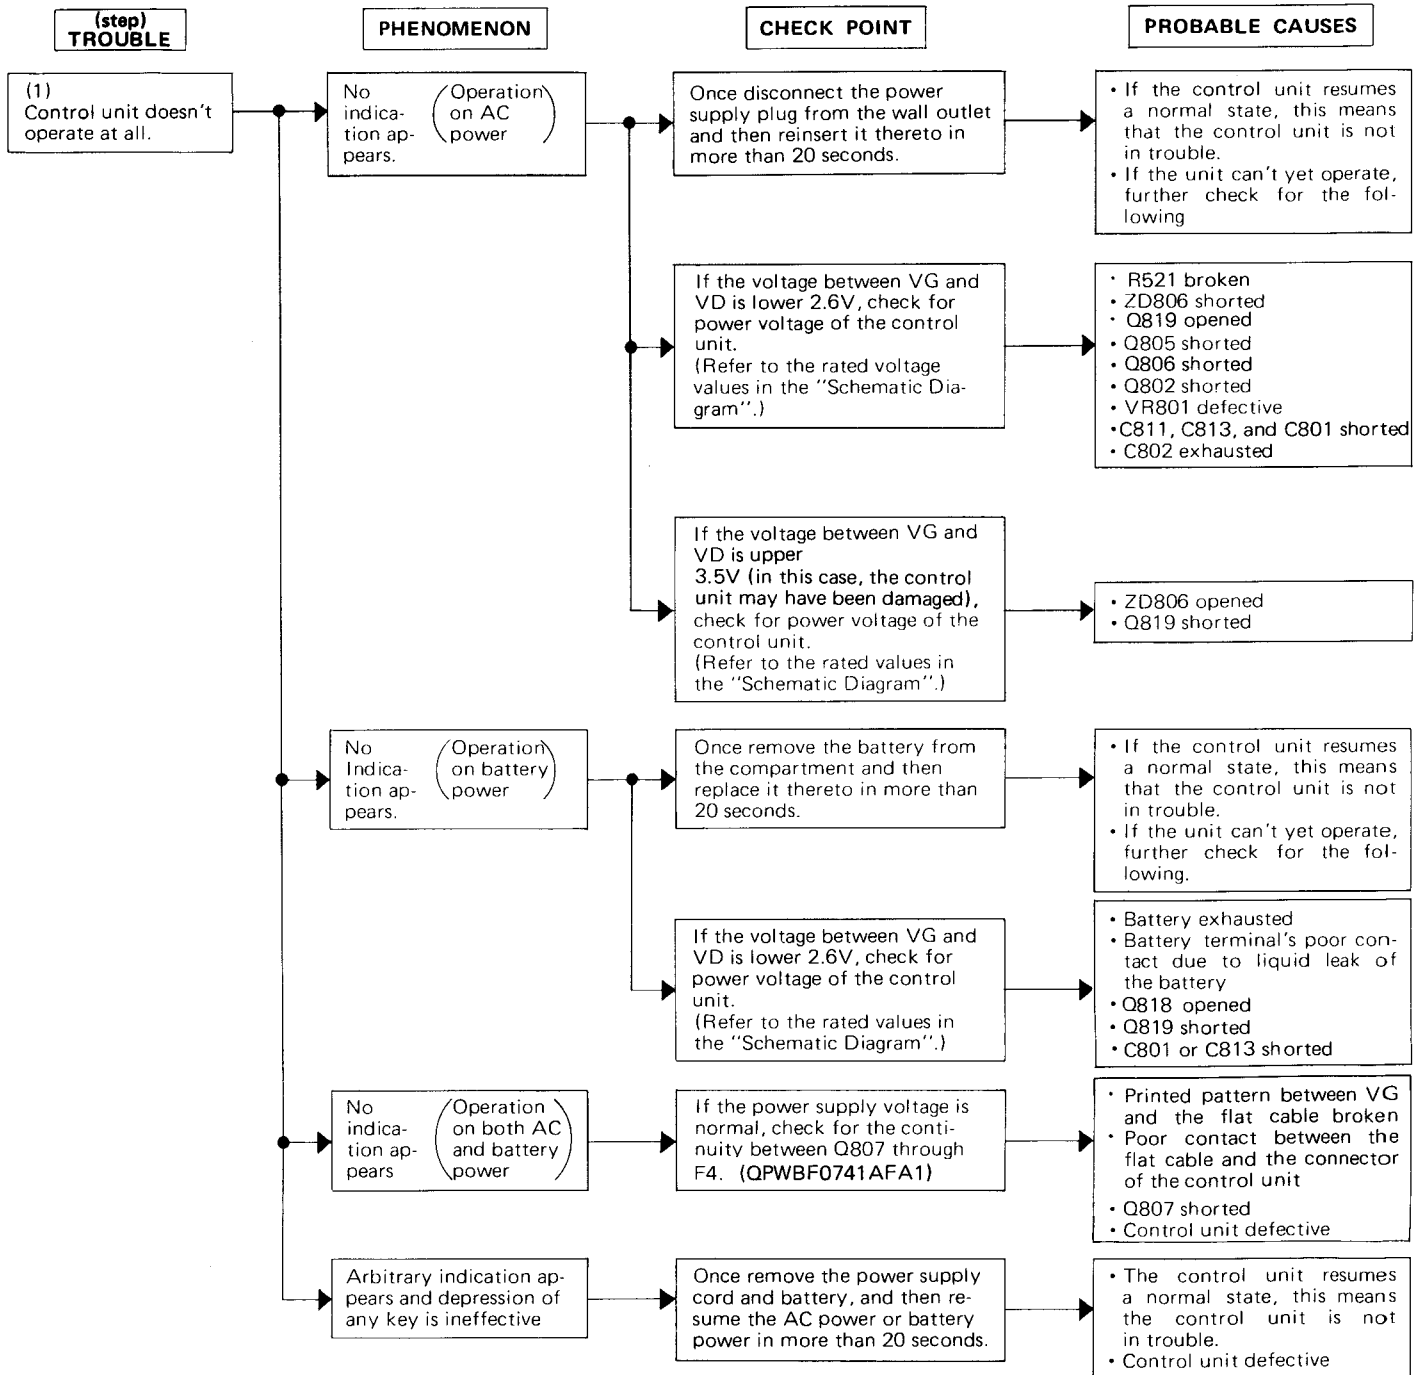 (step)
TROUBLE
PHENOMENON
CHECK POINT
PROBABLE CAUSES
(1)
Control unit doesn't
operate at all.
No
indica-
tion ap-
pears.
(Operation
on AC
power)
Once disconnect the power
supply plug from the wall outlet
and then reinsert it thereto in
more than 20 seconds.
• If the control unit resumes
a normal state, this means
that the control unit is not
in trouble.
• If the unit can't yet operate,
further check for the fol-
lowing
If the voltage between VG and
VD is lower 2.6V, check for
power voltage of the control
unit.
(Refer to the rated voltage
values in the "Schematic Dia-
gram".)
• R521 broken
• ZD806 shorted
• Q819 opened
• Q805 shorted
• Q806 shorted
• Q802 shorted
• VR801 defective
• C811, C813, and C801 shorted
• C802 exhausted
If the voltage between VG and
VD is upper
3.5V (in this case, the control
unit may have been damaged),
check for power voltage of the
control unit.
(Refer to the rated values in
the "Schematic Diagram".)
• ZD806 opened
• Q819 shorted
No
Indica-
tion ap-
pears.
(Operation
on battery
power)
Once remove the battery from
the compartment and then
replace it thereto in more than
20 seconds.
• If the control unit resumes
a normal state, this means
that the control unit is not
in trouble.
• If the unit can't yet operate,
further check for the fol-
lowing.
If the voltage between VG and
VD is lower 2.6V, check for
power voltage of the control
unit.
(Refer to the rated values in
the "Schematic Diagram".)
• Battery exhausted
• Battery terminal's poor con-
tact due to liquid leak of
the battery
• Q818 opened
• Q819 shorted
• C801 or C813 shorted
No
indica-
tion ap-
pears
(Operation
on both AC
and battery
power)
If the power supply voltage is
normal, check for the conti-
nuity between Q807 through
F4. (QPWBF0741AFA1)
• Printed pattern between VG
and the flat cable broken
• Poor contact between the
flat cable and the connector
of the control unit
• Q807 shorted
• Control unit defective
Arbitrary indication ap-
pears and depression of
any key is ineffective
Once remove the power supply
cord and battery, and then re-
sume the AC power or battery
power in more than 20 seconds.
• The control unit resumes
a normal state, this means
the control unit is not
in trouble.
• Control unit defective